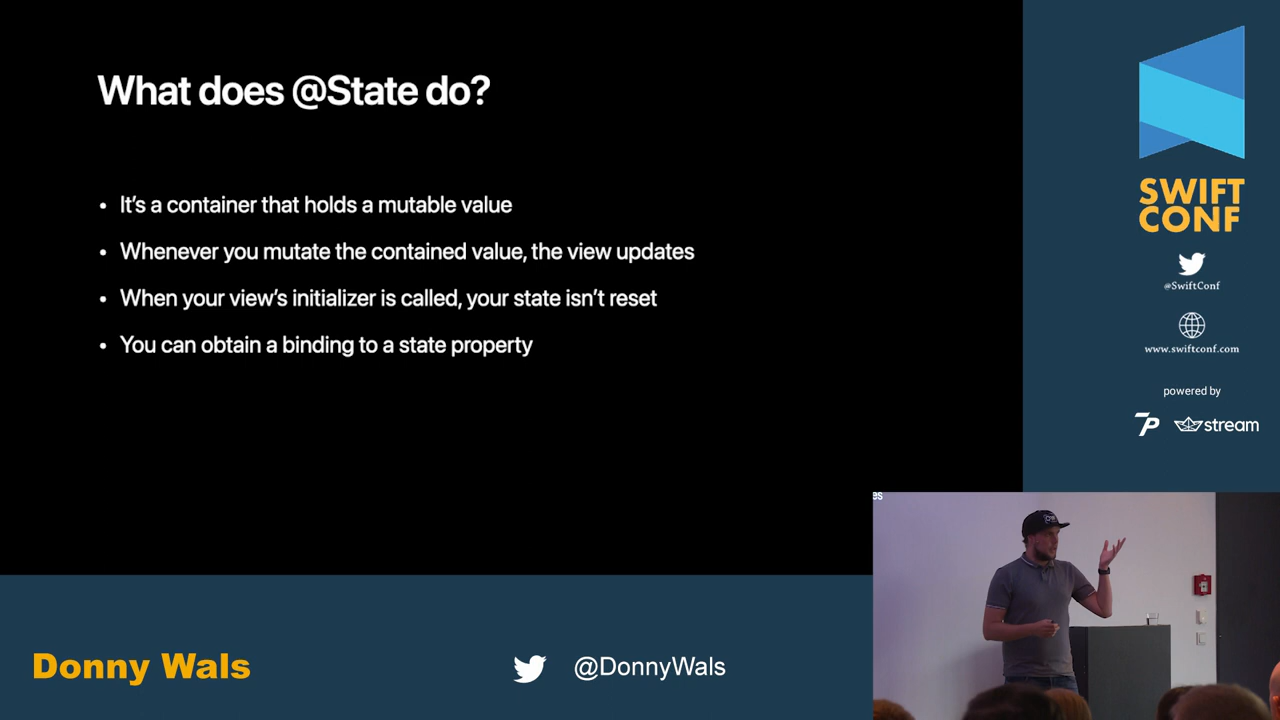 What does @State do?
• It's a container that holds a mutable value
• Whenever you mutate the contained value, the view updates
• When your view's initializer is called, your state isn't reset
• You can obtain a binding to a state property
SWIFT
CONF
@SwiftConf
www.swiftconf.com
powered by
7P stream
es
Donny Wals
@DonnyWals